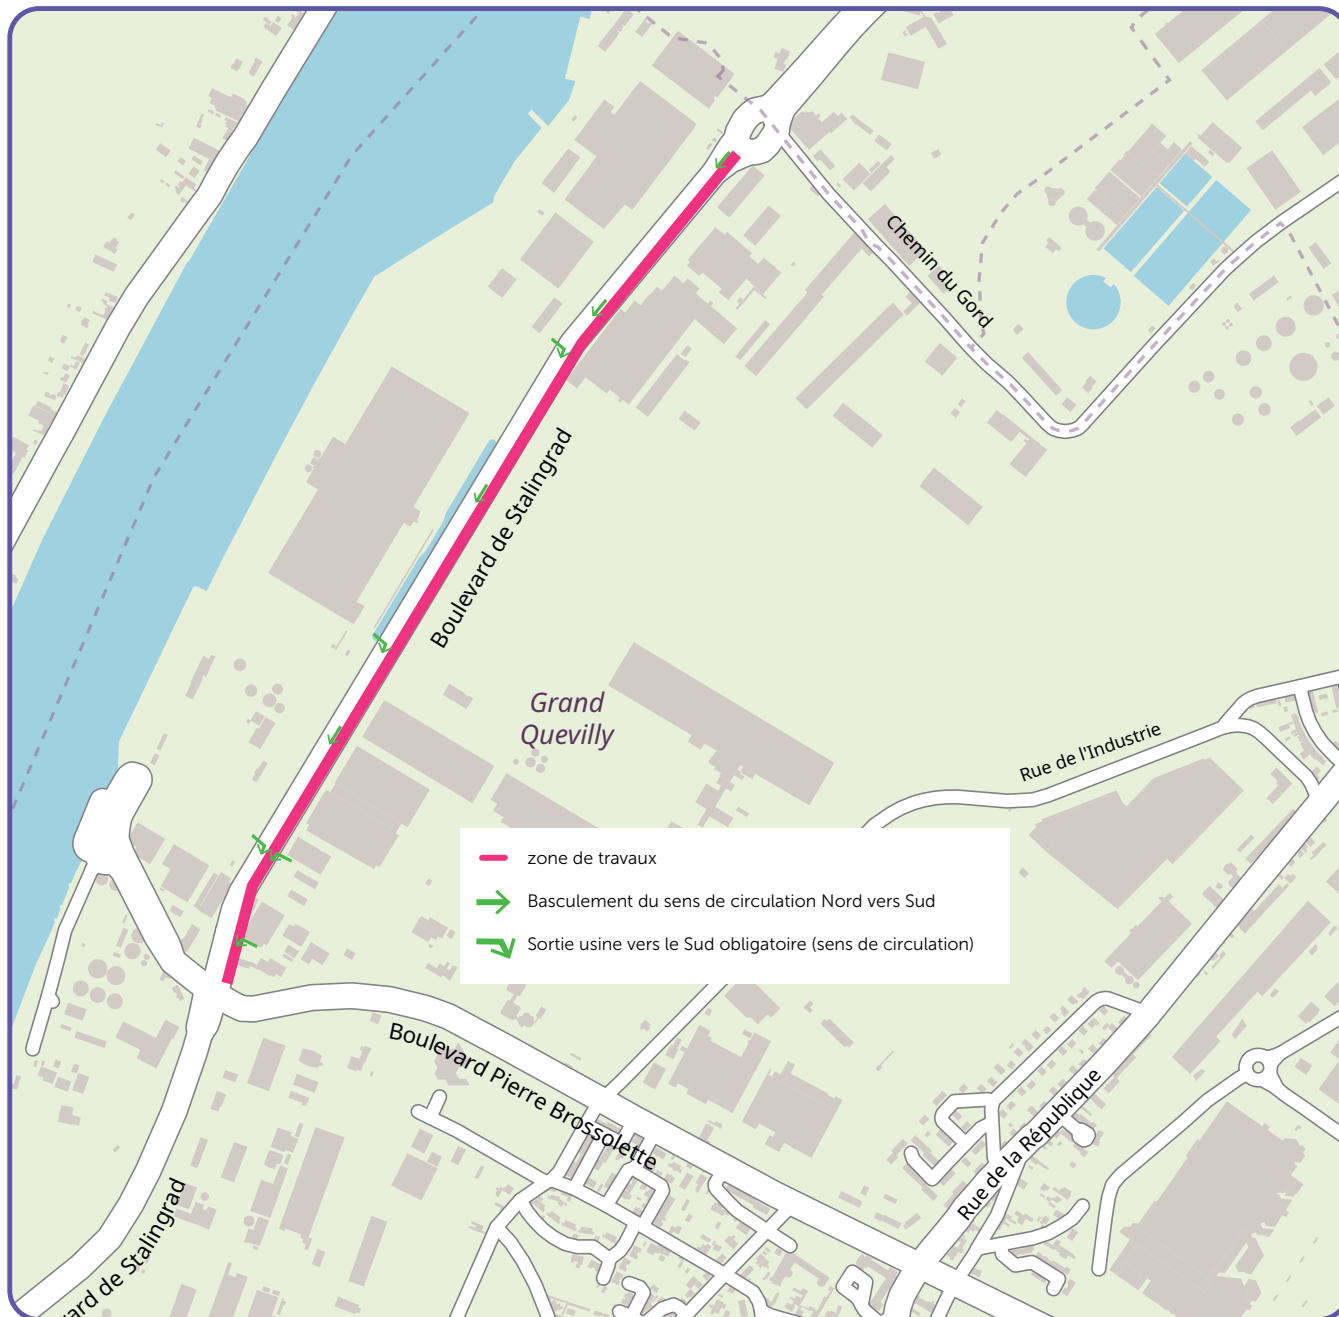 Chemin du Gord
Boulevard de Stalingrad
Grand
Quevilly
Rue de l'Industrie
zone de travaux
Basculement du sens de circulation Nord vers Sud
Sortie usine vers le Sud obligatoire (sens de circulation)
Boulevard Pierre Brossolette
Rue de la République
ard de Stalingrad